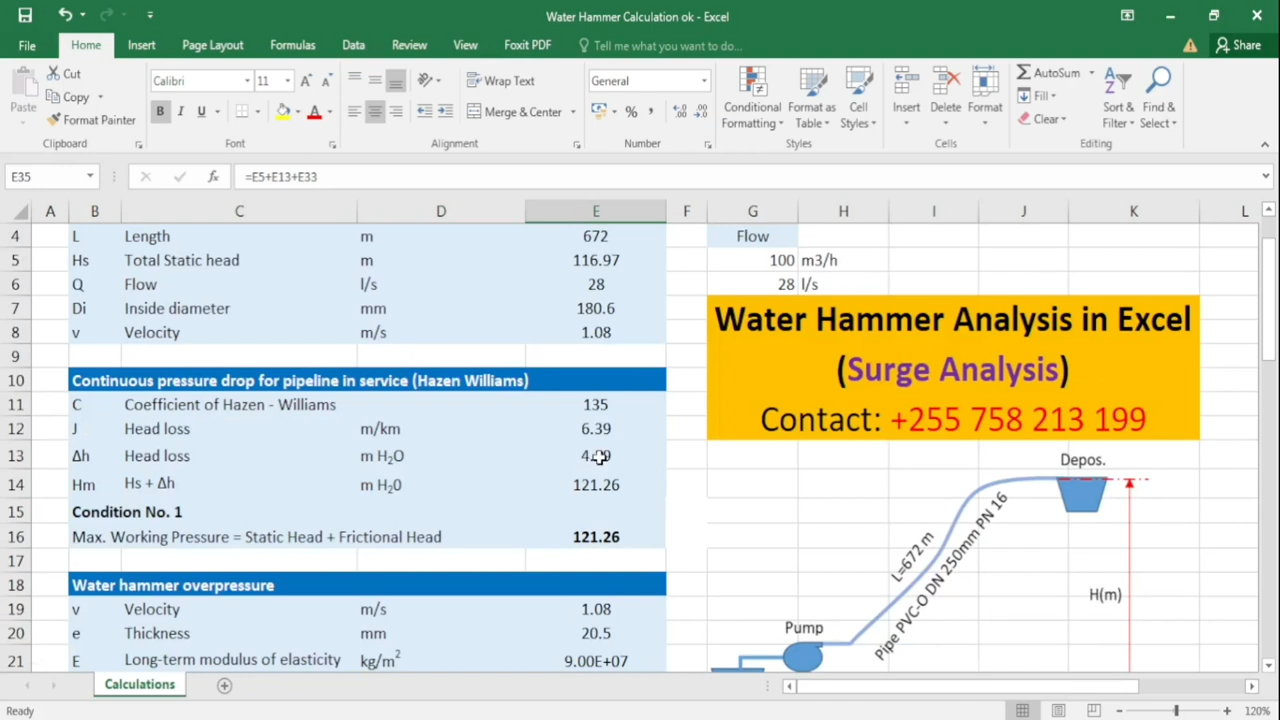 Water Hammer Calculation ok - Excel
File Home Insert Page Layout Formulas Data Review View Foxit PDF Tell me what you want to do... Share
Paste
Cut
Copy
Format Painter
Clipboard
Calibri 11
B I U
Font
Wrap Text
Merge & Center
Alignment
General
Number
Conditional Formatting
Format as Table
Cell Styles
Styles
Insert Delete Format
Cells
AutoSum
Fill
Clear
Sort & Filter
Find & Select
Editing
E35 fx =E5+E13+E33
A B C D E F G H I J K L
4 L Length m 672 Flow
5 Hs Total Static head m 116.97 100 m3/h
6 Q Flow l/s 28 28 l/s
7 Di Inside diameter mm 180.6
8 v Velocity m/s 1.08
9
10 Continuous pressure drop for pipeline in service (Hazen Williams)
11 C Coefficient of Hazen - Williams 135
12 J Head loss m/km 6.39
13 Δh Head loss m H₂O
14 Hm Hs + Δh m H₂0 121.26
15 Condition No. 1
16 Max. Working Pressure = Static Head + Frictional Head 121.26
17
18 Water hammer overpressure
19 v Velocity m/s 1.08
20 e Thickness mm 20.5
21 E Long-term modulus of elasticity kg/m² 9.00E+07
Water Hammer Analysis in Excel
(Surge Analysis)
Contact: +255 758 213 199
Depos.
L=672 m
Pipe PVC-O DN 250mm PN 16
H(m)
Pump
Calculations
Ready 120%